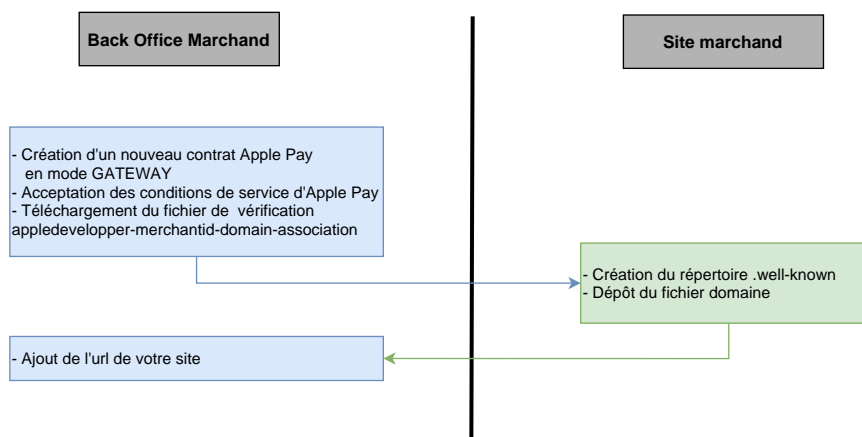 Back Office Marchand
Site marchand
- Création d'un nouveau contrat Apple Pay
en mode GATEWAY
- Acceptation des conditions de service d'Apple Pay
- Téléchargement du fichier de vérification
appledevelopper-merchantid-domain-association
- Création du répertoire .well-known
- Dépôt du fichier domaine
- Ajout de l'url de votre site